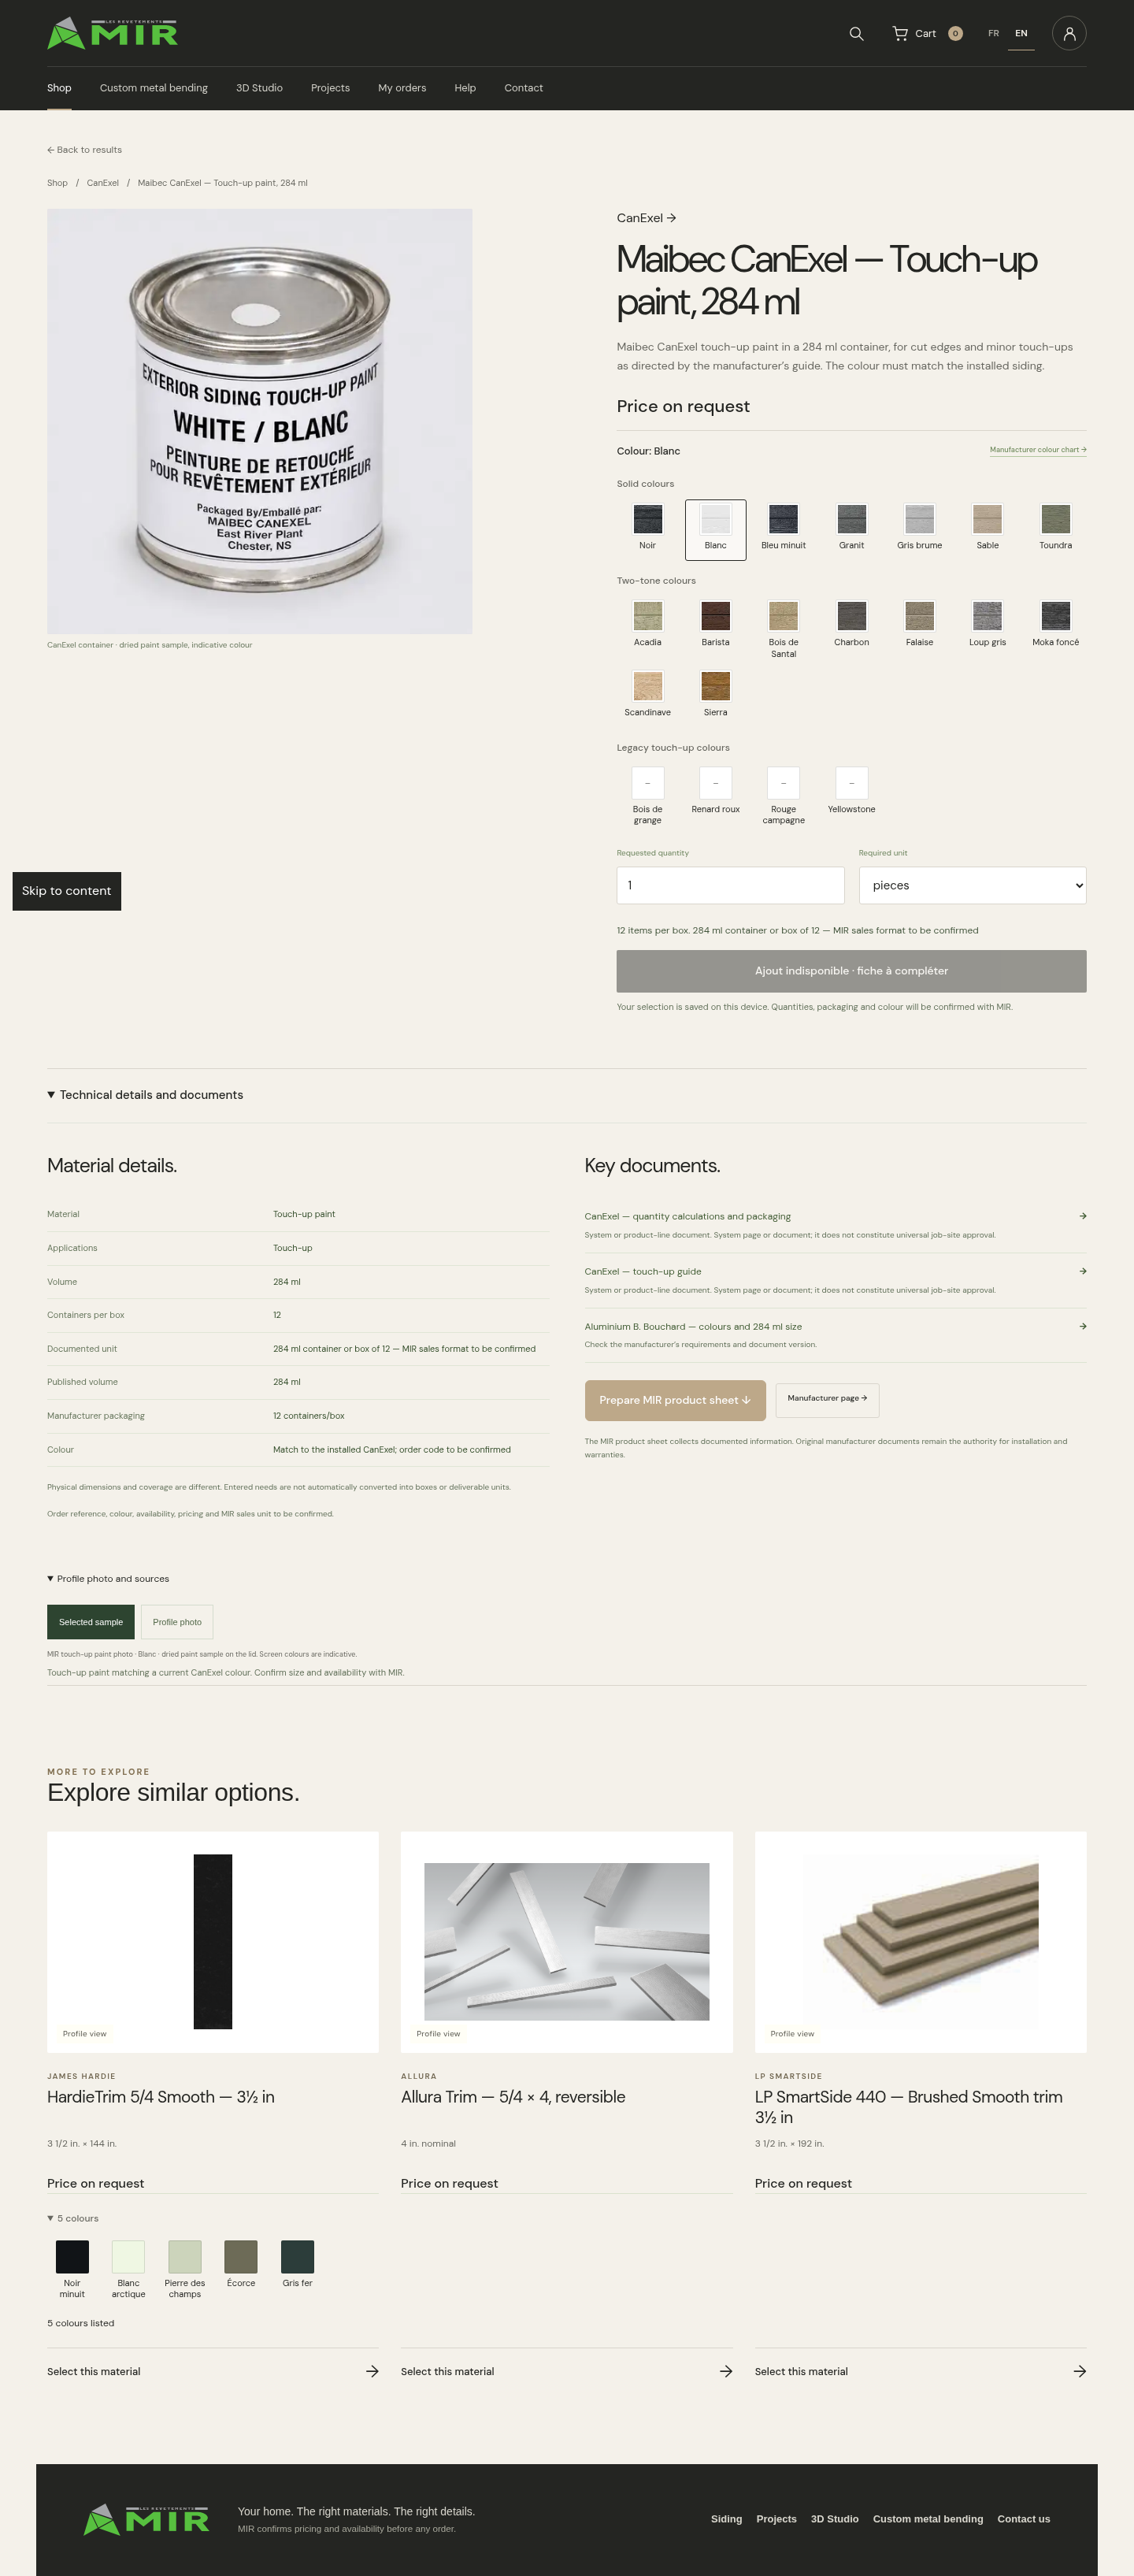 LES REVETEMENTS
MIR
Cart 0
FR EN
Shop Custom metal bending 3D Studio Projects My orders Help Contact
← Back to results
Shop / CanExel / Maibec CanExel — Touch-up paint, 284 ml
EXTERIOR SIDING TOUCH-UP PAINT
WHITE / BLANC
PEINTURE DE RETOUCHE
POUR REVÊTEMENT EXTÉRIEUR
Packaged By/Emballé par:
MAIBEC CANEXEL
East River Plant
Chester, NS
CanExel container · dried paint sample, indicative colour
CanExel →
Maibec CanExel — Touch-up
paint, 284 ml
Maibec CanExel touch-up paint in a 284 ml container, for cut edges and minor touch-ups
as directed by the manufacturer's guide. The colour must match the installed siding.
Price on request
Colour: Blanc
Manufacturer colour chart →
Solid colours
Noir Blanc Bleu minuit Granit Gris brume Sable Toundra
Two-tone colours
Acadia Barista Bois de Santal Charbon Falaise Loup gris Moka foncé
Scandinave Sierra
Legacy touch-up colours
– – – –
Bois de grange Renard roux Rouge campagne Yellowstone
Requested quantity Required unit
1 pieces
Skip to content
12 items per box. 284 ml container or box of 12 — MIR sales format to be confirmed
Ajout indisponible · fiche à compléter
Your selection is saved on this device. Quantities, packaging and colour will be confirmed with MIR.
▼ Technical details and documents
Material details.
Material Touch-up paint
Applications Touch-up
Volume 284 ml
Containers per box 12
Documented unit 284 ml container or box of 12 — MIR sales format to be confirmed
Published volume 284 ml
Manufacturer packaging 12 containers/box
Colour Match to the installed CanExel; order code to be confirmed
Physical dimensions and coverage are different. Entered needs are not automatically converted into boxes or deliverable units.
Order reference, colour, availability, pricing and MIR sales unit to be confirmed.
Key documents.
CanExel — quantity calculations and packaging →
System or product-line document. System page or document; it does not constitute universal job-site approval.
CanExel — touch-up guide →
System or product-line document. System page or document; it does not constitute universal job-site approval.
Aluminium B. Bouchard — colours and 284 ml size →
Check the manufacturer's requirements and document version.
Prepare MIR product sheet ↓ Manufacturer page →
The MIR product sheet collects documented information. Original manufacturer documents remain the authority for installation and
warranties.
▼ Profile photo and sources
Selected sample Profile photo
MIR touch-up paint photo · Blanc · dried paint sample on the lid. Screen colours are indicative.
Touch-up paint matching a current CanExel colour. Confirm size and availability with MIR.
MORE TO EXPLORE
Explore similar options.
Profile view Profile view Profile view
JAMES HARDIE
HardieTrim 5/4 Smooth — 3½ in
3 1/2 in. × 144 in.
Price on request
▼ 5 colours
Noir minuit Blanc arctique Pierre des champs Écorce Gris fer
5 colours listed
Select this material →
ALLURA
Allura Trim — 5/4 × 4, reversible
4 in. nominal
Price on request
Select this material →
LP SMARTSIDE
LP SmartSide 440 — Brushed Smooth trim
3½ in
3 1/2 in. × 192 in.
Price on request
Select this material →
LES REVETEMENTS
MIR
Your home. The right materials. The right details.
MIR confirms pricing and availability before any order.
Siding Projects 3D Studio Custom metal bending Contact us